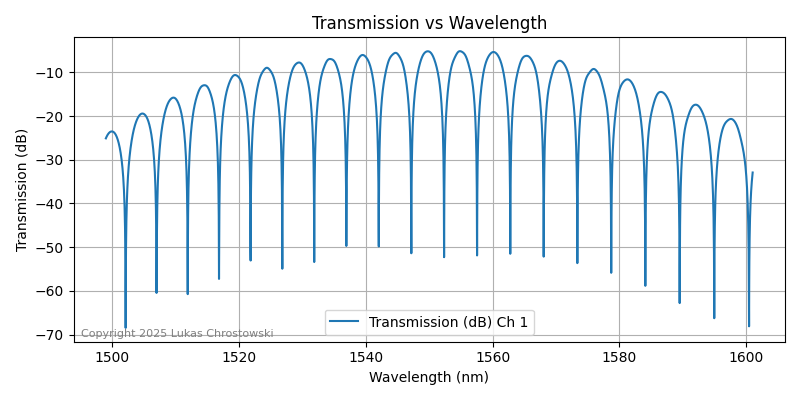 Transmission vs Wavelength
Transmission (dB)
−10
−20
−30
−40
−50
−60
−70
Transmission (dB) Ch 1
Copyright 2025 Lukas Chrostowski
1500
1520
1540
1560
1580
1600
Wavelength (nm)